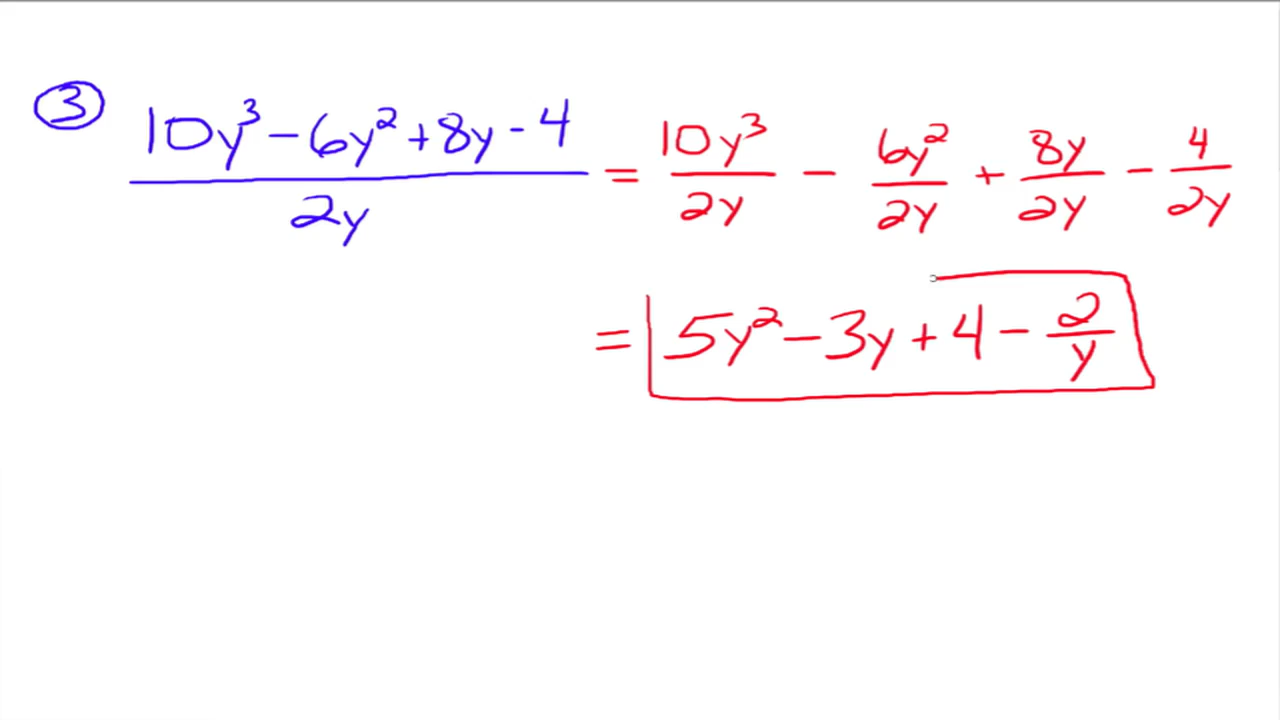 ③ (10y³ − 6y² + 8y − 4)/(2y) = 10y³/2y − 6y²/2y + 8y/2y − 4/2y
= 5y² − 3y + 4 − 2/y